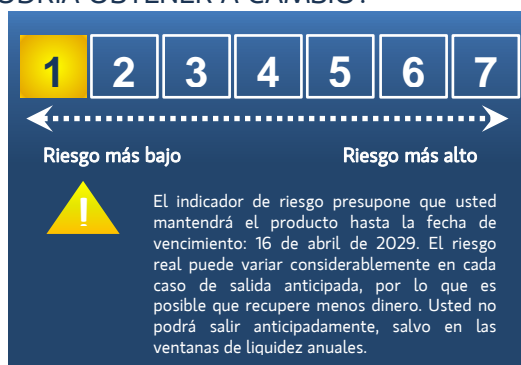 ODRÍA OBTENER A CAMBIO?
1 2 3 4 5 6 7
Riesgo más bajo Riesgo más alto
!
El indicador de riesgo presupone que usted
mantendrá el producto hasta la fecha de
vencimiento: 16 de abril de 2029. El riesgo
real puede variar considerablemente en cada
caso de salida anticipada, por lo que es
posible que recupere menos dinero. Usted no
podrá salir anticipadamente, salvo en las
ventanas de liquidez anuales.